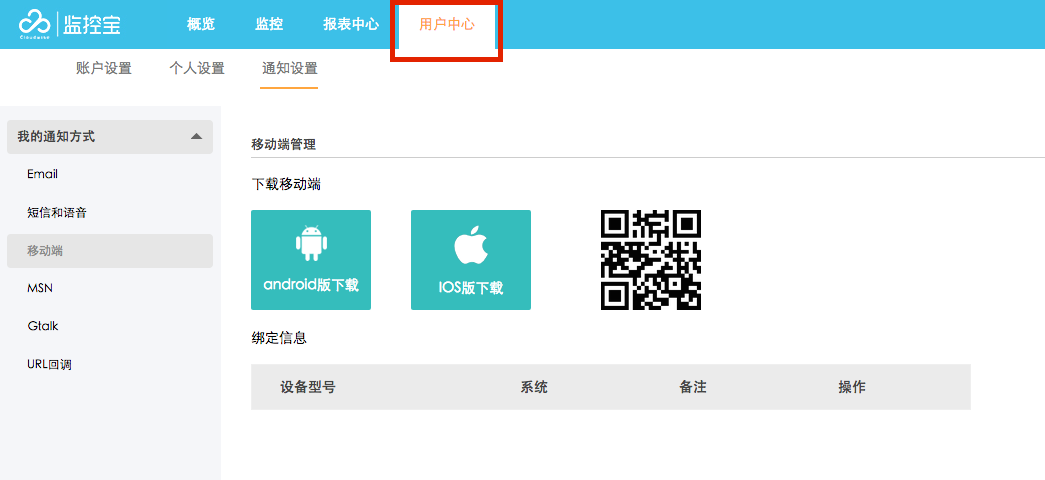 监控宝
Cloudwise
概览 监控 报表中心 用户中心
账户设置 个人设置 通知设置
我的通知方式
Email
短信和语音
移动端
MSN
Gtalk
URL回调
移动端管理
下载移动端
android版下载 IOS版下载
绑定信息
设备型号 系统 备注 操作